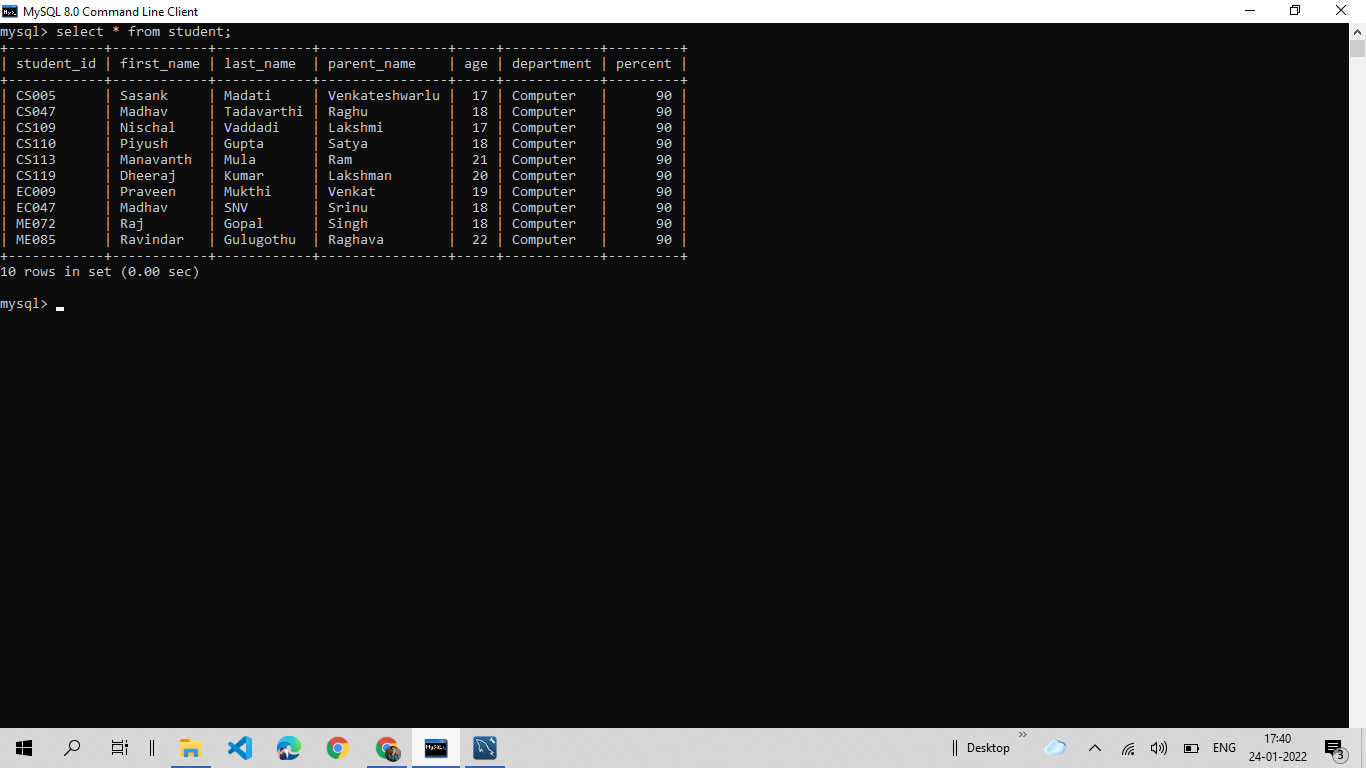 MySQL 8.0 Command Line Client
mysql> select * from student;
+------------+------------+------------+----------------+-----+------------+---------+
| student_id | first_name | last_name  | parent_name    | age | department | percent |
+------------+------------+------------+----------------+-----+------------+---------+
| CS005      | Sasank     | Madati     | Venkateshwarlu |  17 | Computer   |      90 |
| CS047      | Madhav     | Tadavarthi | Raghu          |  18 | Computer   |      90 |
| CS109      | Nischal    | Vaddadi    | Lakshmi        |  17 | Computer   |      90 |
| CS110      | Piyush     | Gupta      | Satya          |  18 | Computer   |      90 |
| CS113      | Manavanth  | Mula       | Ram            |  21 | Computer   |      90 |
| CS119      | Dheeraj    | Kumar      | Lakshman       |  20 | Computer   |      90 |
| EC009      | Praveen    | Mukthi     | Venkat         |  19 | Computer   |      90 |
| EC047      | Madhav     | SNV        | Srinu          |  18 | Computer   |      90 |
| ME072      | Raj        | Gopal      | Singh          |  18 | Computer   |      90 |
| ME085      | Ravindar   | Gulugothu  | Raghava        |  22 | Computer   |      90 |
+------------+------------+------------+----------------+-----+------------+---------+
10 rows in set (0.00 sec)
mysql>
Desktop
ENG
17:40
24-01-2022
3